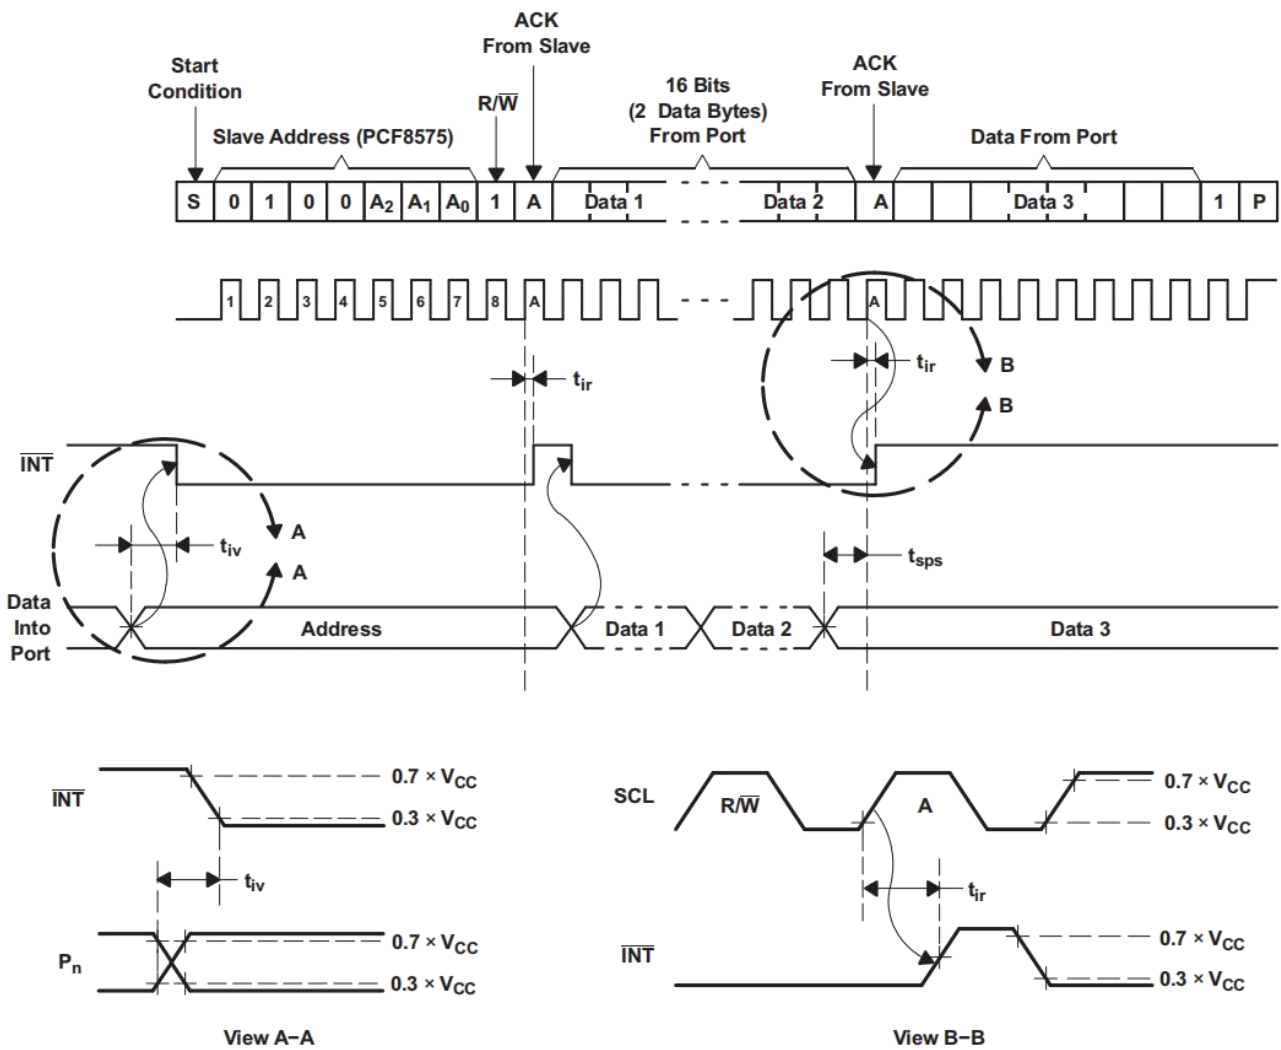 ACK
From Slave
Start
Condition
R/W̅
16 Bits
(2 Data Bytes)
From Port
ACK
From Slave
Slave Address (PCF8575)
Data From Port
S 0 1 0 0 A2 A1 A0 1 A Data 1 Data 2 A Data 3 1 P
1 2 3 4 5 6 7 8 A A
tir
tir
B
B
I̅N̅T̅
A
tiv
A
tsps
Data
Into
Port
Address
Data 1
Data 2
Data 3
I̅N̅T̅
0.7 × VCC
0.3 × VCC
tiv
Pn
0.7 × VCC
0.3 × VCC
View A–A
SCL
R/W̅
A
0.7 × VCC
0.3 × VCC
tir
I̅N̅T̅
0.7 × VCC
0.3 × VCC
View B–B